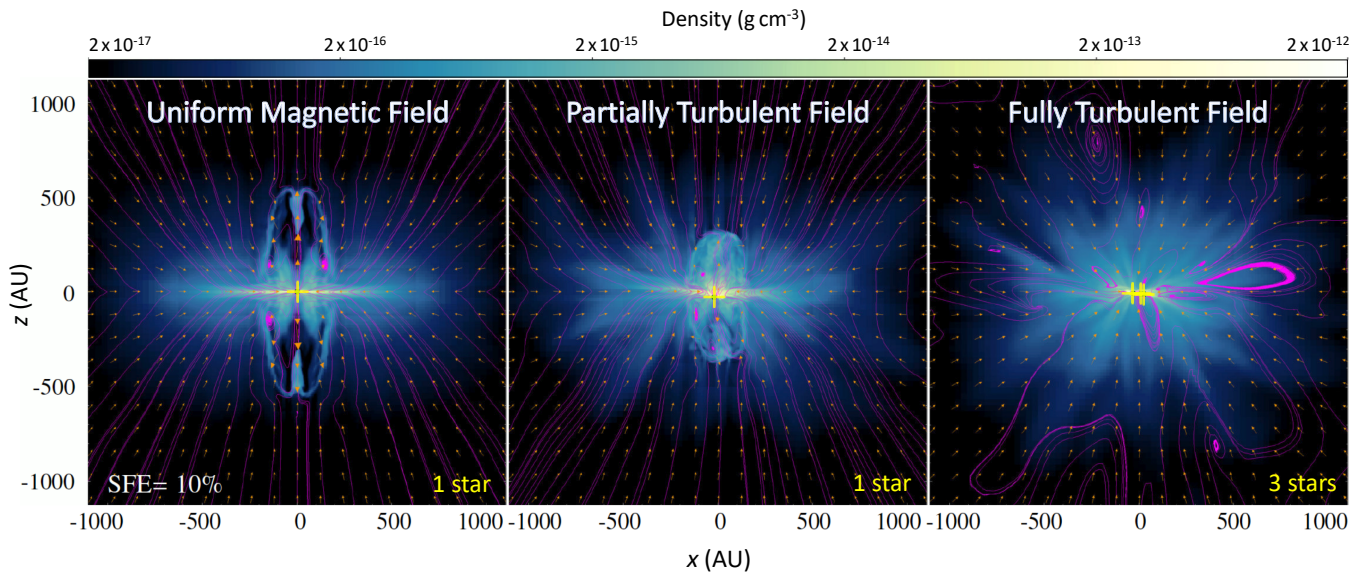 Density (g cm-3)
2 x 10-17 2 x 10-16 2 x 10-15 2 x 10-14 2 x 10-13 2 x 10-12
Uniform Magnetic Field Partially Turbulent Field Fully Turbulent Field
1000
500
0
-500
-1000
z (AU)
SFE= 10% 1 star 1 star 3 stars
-1000 -500 0 500 1000 -1000 -500 0 500 1000 -1000 -500 0 500 1000
x (AU)